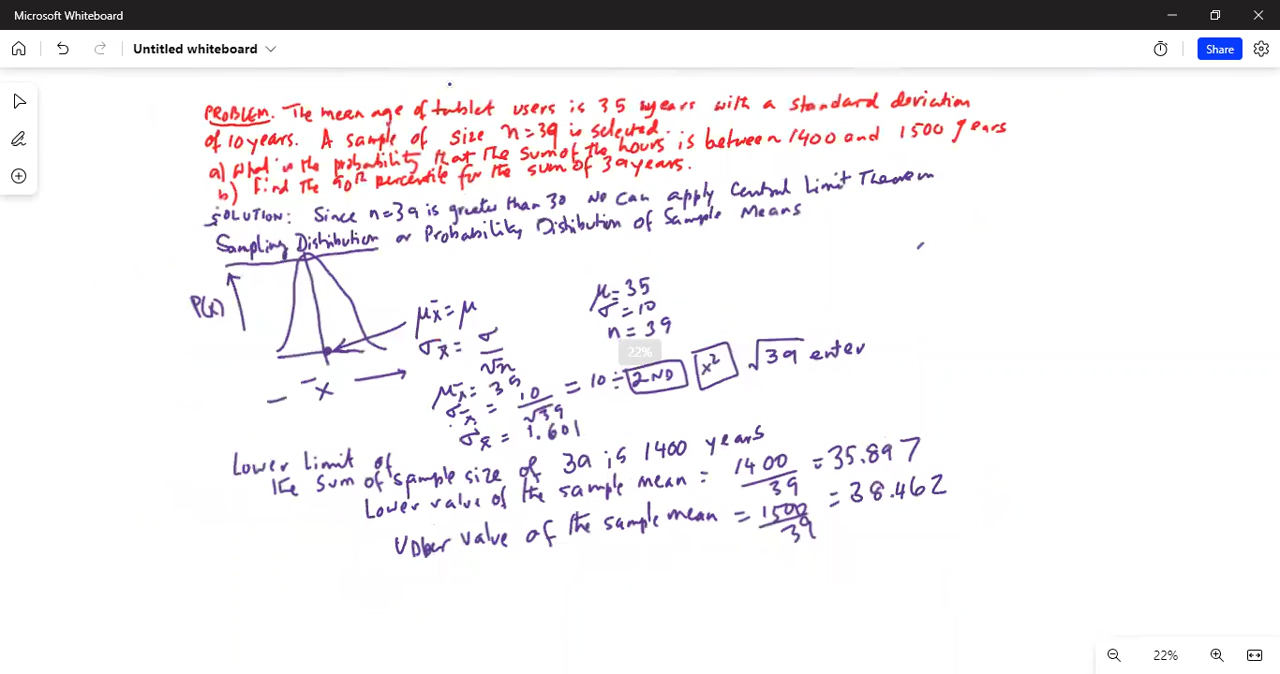 Microsoft Whiteboard
Untitled whiteboard
Share
PROBLEM. The mean age of tablet users is 35 years with a standard deviation
of 10 years. A sample of size n=39 is selected.
a) What is the probability that the sum of the hours is between 1400 and 1500 years
b) Find the 90th percentile for the sum of 39 years.
SOLUTION: Since n=39 is greater than 30 We can apply Central Limit Theorem
Sampling Distribution or Probability Distibution of Sample Means
P(x)
x̄
μx̄ = μ
σx̄ = σ/√n
μ = 35
σ = 10
n = 39
22%
μx̄ = 35
σx̄ = 10/√39 = 10 ÷ 2ND x² √39 enter
σx̄ = 1.601
Lower Limit of
the sum of sample size of 39 is 1400 years
Lower value of the sample mean = 1400/39 = 35.897
Upper value of the sample mean = 1500/39 = 38.462
22%